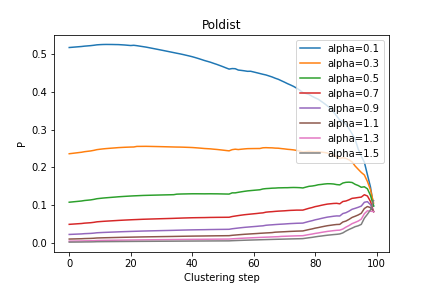 Poldist
0.5
0.4
0.3
0.2
0.1
0.0
P
alpha=0.1
alpha=0.3
alpha=0.5
alpha=0.7
alpha=0.9
alpha=1.1
alpha=1.3
alpha=1.5
0 20 40 60 80 100
Clustering step